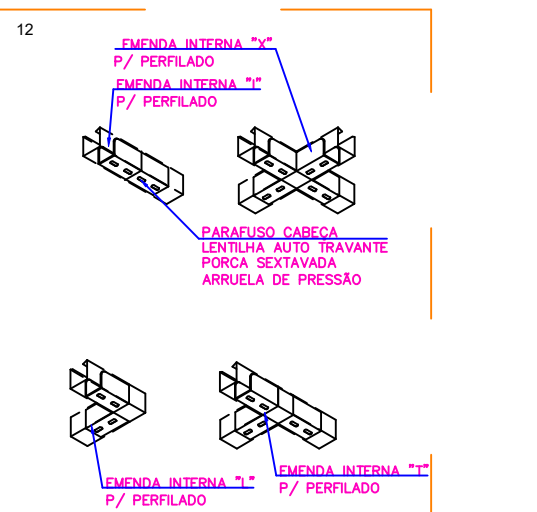 12
EMENDA INTERNA "X"
P/ PERFILADO
EMENDA INTERNA "I"
P/ PERFILADO
PARAFUSO CABEÇA
LENTILHA AUTO TRAVANTE
PORCA SEXTAVADA
ARRUELA DE PRESSÃO
EMENDA INTERNA "L"
P/ PERFILADO
EMENDA INTERNA "T"
P/ PERFILADO